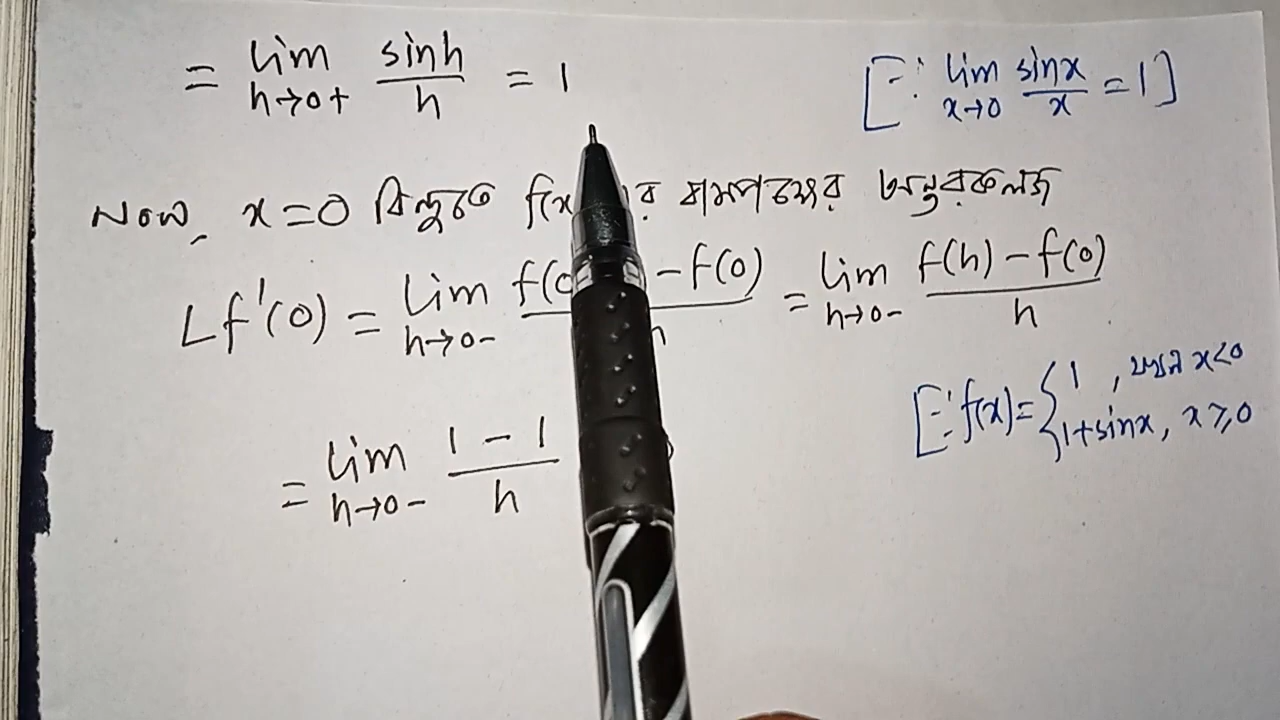 = lim h→0+ sinh/h = 1 [∵ lim x→0 sinx/x = 1]
Now, x=0 বিন্দুতে f(x র বামপক্ষের অন্তরকলজ
Lf'(0) = lim h→0- f(0 - f(0) = lim h→0- f(h) - f(0)/h
[∵ f(x) = { 1 , যখন x<0
1+sinx, x ≥ 0
= lim h→0- 1 - 1/h